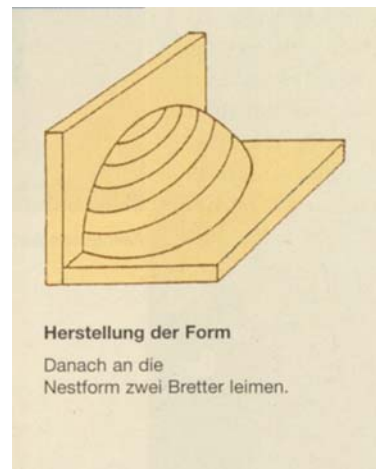 Herstellung der Form
Danach an die
Nestform zwei Bretter leimen.